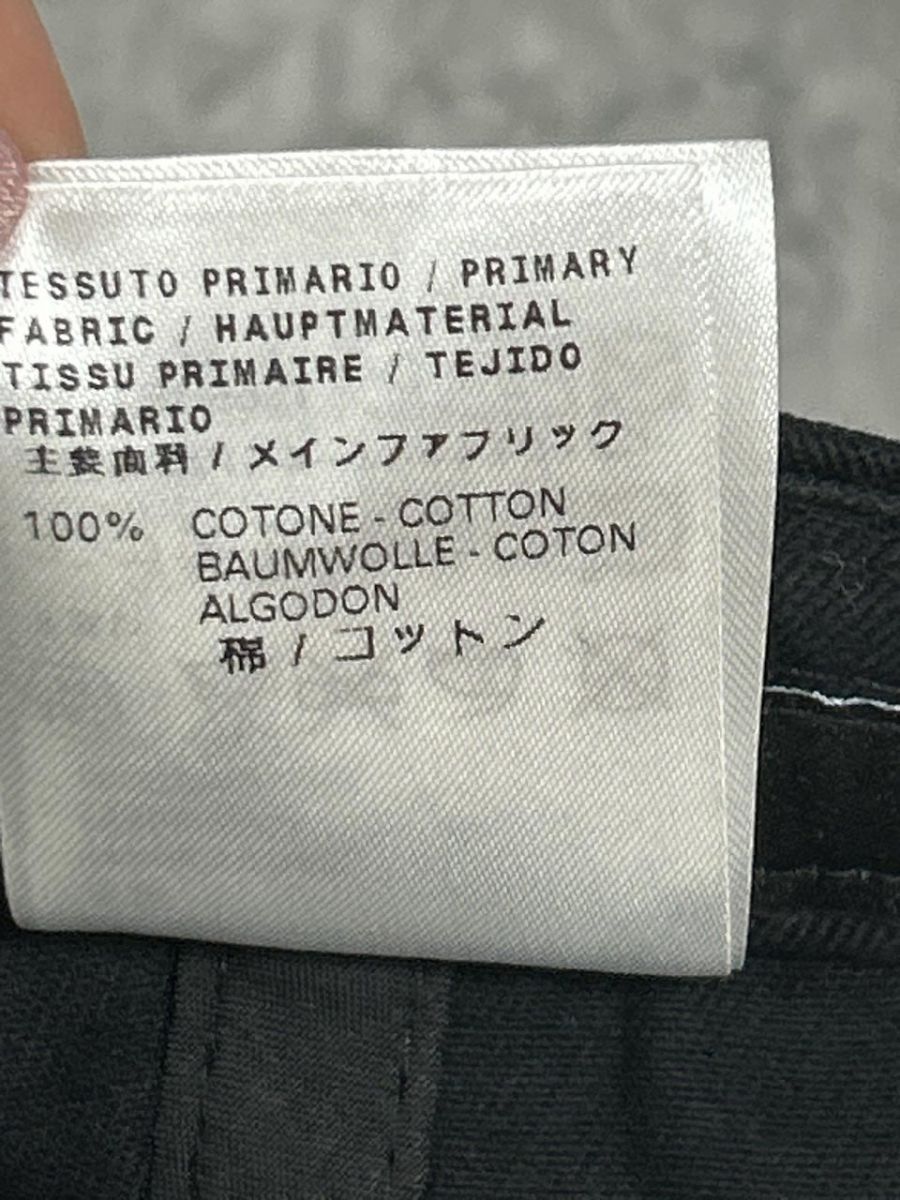 TESSUTO PRIMARIO / PRIMARY
FABRIC / HAUPTMATERIAL
TISSU PRIMAIRE / TEJIDO
PRIMARIO
主要面料 / メインファブリック
100% COTONE - COTTON
BAUMWOLLE - COTON
ALGODON
棉 / コットン